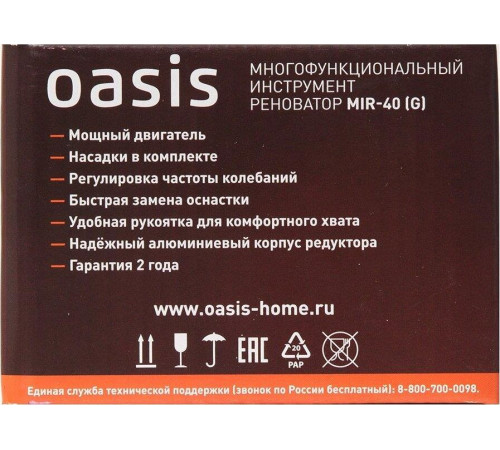 oasis
МНОГОФУНКЦИОНАЛЬНЫЙ
ИНСТРУМЕНТ
РЕНОВАТОР MIR-40 (G)
— Мощный двигатель
— Насадки в комплекте
— Регулировка частоты колебаний
— Быстрая замена оснастки
— Удобная рукоятка для комфортного хвата
— Надёжный алюминиевый корпус редуктора
— Гарантия 2 года
www.oasis-home.ru
EAC
20
PAP
Единая служба технической поддержки (звонок по России бесплатный): 8-800-700-0098.